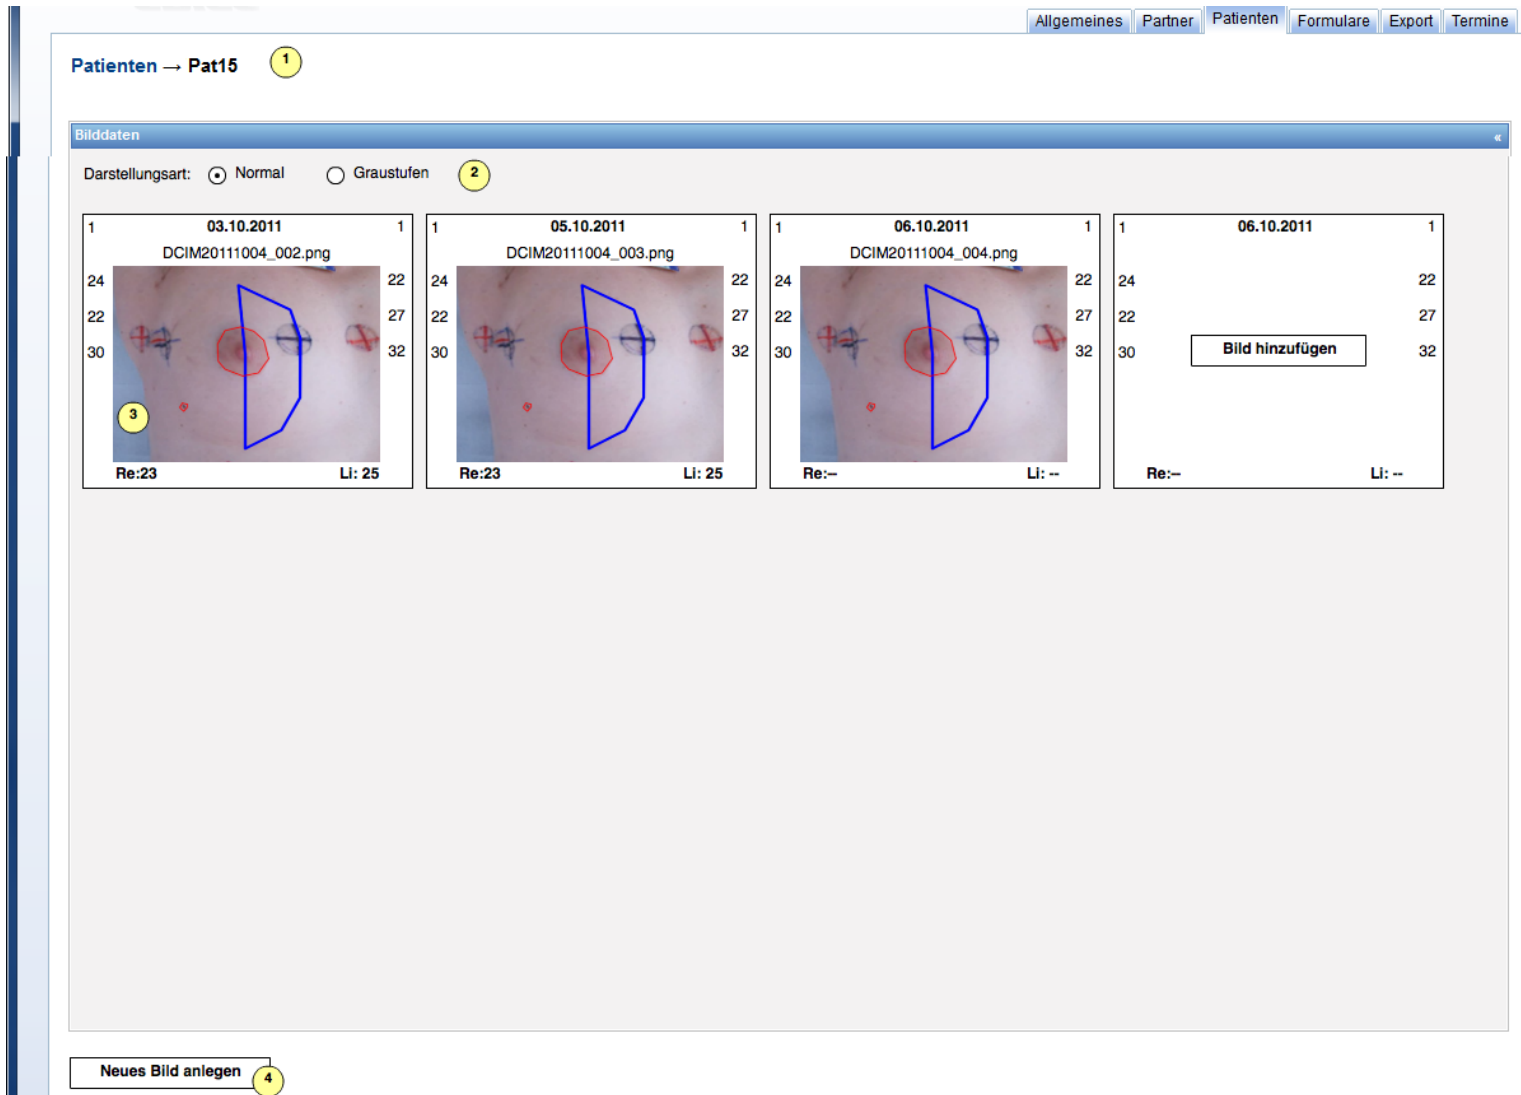 Allgemeines Partner Patienten Formulare Export Termine
Patienten → Pat15 1
Bilddaten «
Darstellungsart: Normal Graustufen 2
1 03.10.2011 1
DCIM20111004_002.png
24 22
22 27
30 32
3
Re:23 Li: 25
1 05.10.2011 1
DCIM20111004_003.png
24 22
22 27
30 32
Re:23 Li: 25
1 06.10.2011 1
DCIM20111004_004.png
24 22
22 27
30 32
Re:-- Li: --
1 06.10.2011 1
24 22
22 27
30 Bild hinzufügen 32
Re:-- Li: --
Neues Bild anlegen 4